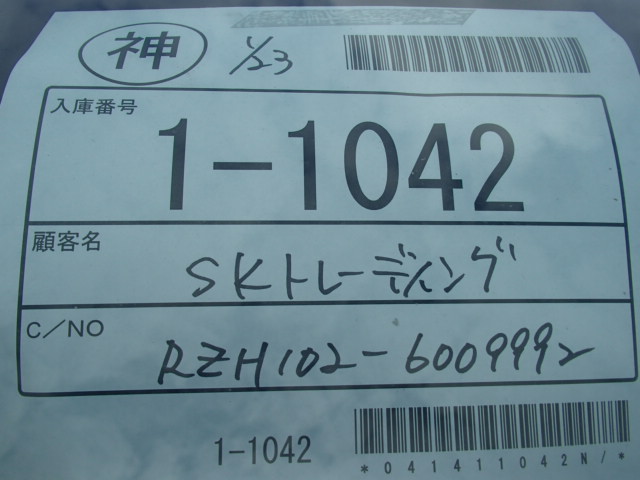 神 1/23
入庫番号
1-1042
顧客名
SKトレーディング
C/NO
RZH102-6009992
1-1042
*041411042N/*